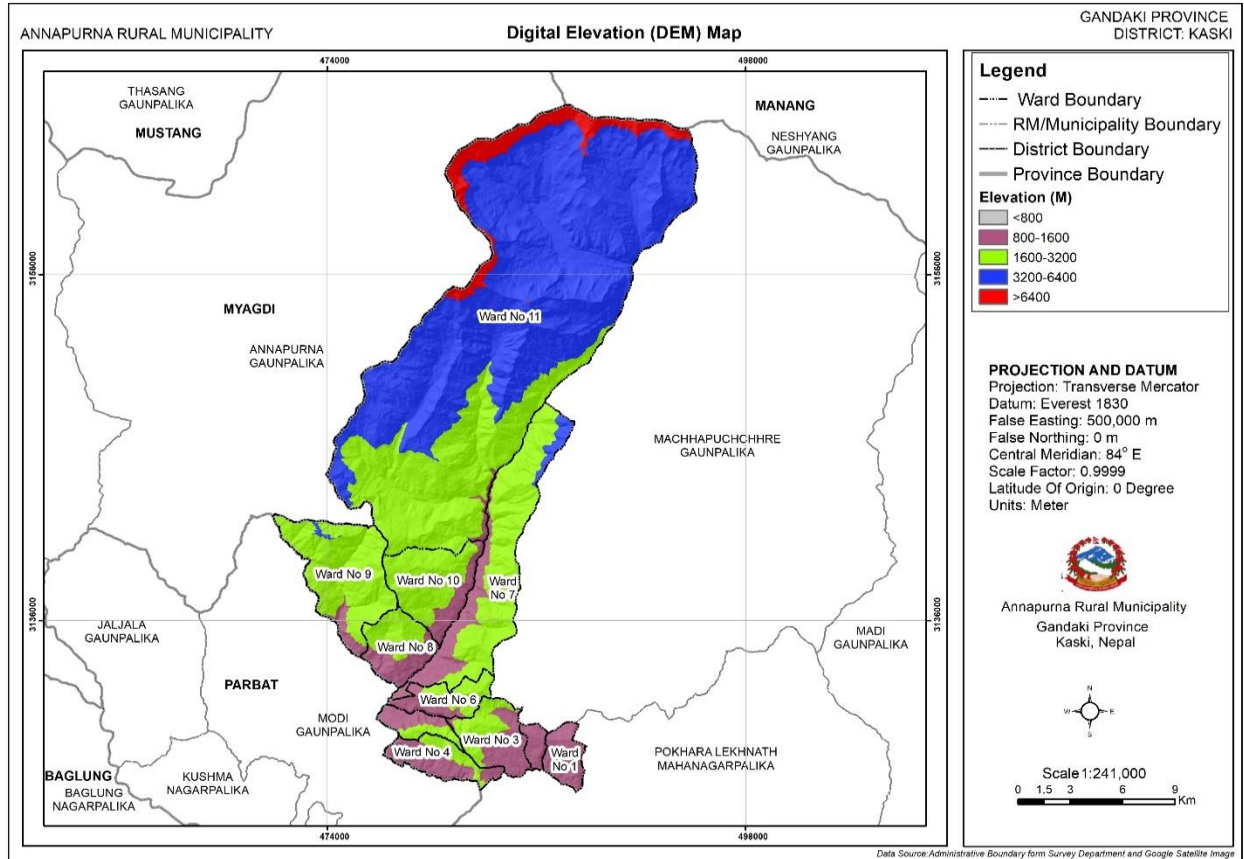 ANNAPURNA RURAL MUNICIPALITY
Digital Elevation (DEM) Map
GANDAKI PROVINCE
DISTRICT: KASKI
474000
498000
THASANG
GAUNPALIKA
MUSTANG
MANANG
NESHYANG
GAUNPALIKA
3156000
3156000
Ward No 11
MYAGDI
ANNAPURNA
GAUNPALIKA
MACHHAPUCHCHHRE
GAUNPALIKA
Ward No 9
Ward No 10
Ward
No 7
3136000
3136000
JALJALA
GAUNPALIKA
Ward No 8
MADI
GAUNPALIKA
PARBAT
Ward No 6
MODI
GAUNPALIKA
Ward No 3
Ward No 4
Ward
No 1
POKHARA LEKHNATH
MAHANAGARPALIKA
BAGLUNG
BAGLUNG
NAGARPALIKA
KUSHMA
NAGARPALIKA
474000
498000
Legend
Ward Boundary
RM/Municipality Boundary
District Boundary
Province Boundary
Elevation (M)
<800
800-1600
1600-3200
3200-6400
>6400
PROJECTION AND DATUM
Projection: Transverse Mercator
Datum: Everest 1830
False Easting: 500,000 m
False Northing: 0 m
Central Meridian: 84° E
Scale Factor: 0.9999
Latitude Of Origin: 0 Degree
Units: Meter
Annapurna Rural Municipality
Gandaki Province
Kaski, Nepal
N
W E
S
Scale 1:241,000
0 1.5 3 6 9
Km
Data Source:Administrative Boundary form Survey Department and Google Satellite Image